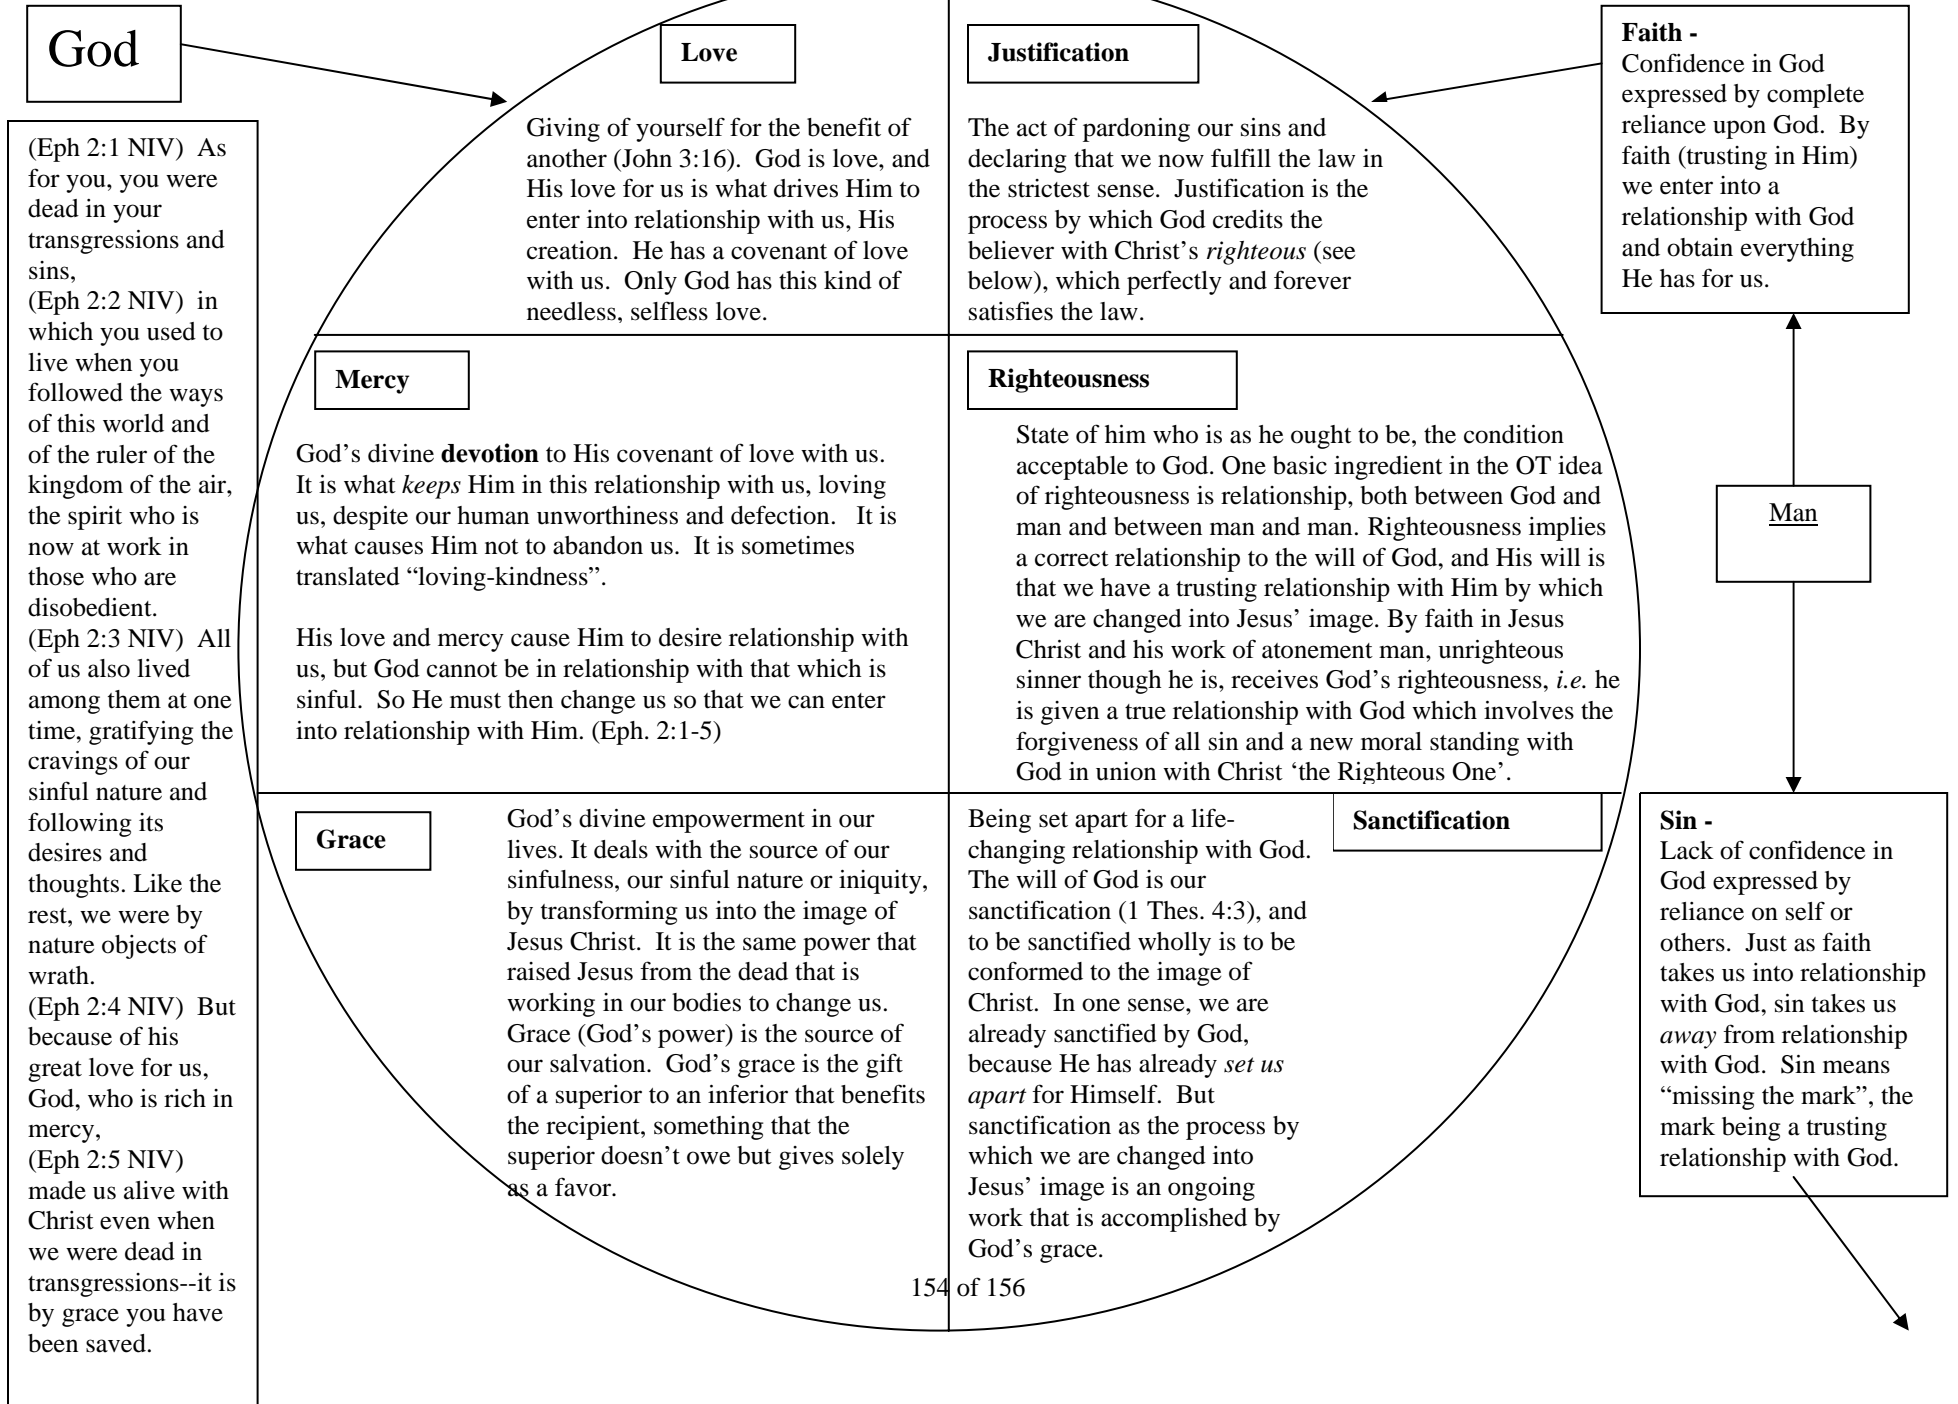 God
(Eph 2:1 NIV)  As
for you, you were
dead in your
transgressions and
sins,
(Eph 2:2 NIV)  in
which you used to
live when you
followed the ways
of this world and
of the ruler of the
kingdom of the air,
the spirit who is
now at work in
those who are
disobedient.
(Eph 2:3 NIV)  All
of us also lived
among them at one
time, gratifying the
cravings of our
sinful nature and
following its
desires and
thoughts. Like the
rest, we were by
nature objects of
wrath.
(Eph 2:4 NIV)  But
because of his
great love for us,
God, who is rich in
mercy,
(Eph 2:5 NIV)
made us alive with
Christ even when
we were dead in
transgressions--it is
by grace you have
been saved.
Love
Giving of yourself for the benefit of
another (John 3:16).  God is love, and
His love for us is what drives Him to
enter into relationship with us, His
creation.  He has a covenant of love
with us.  Only God has this kind of
needless, selfless love.
Justification
The act of pardoning our sins and
declaring that we now fulfill the law in
the strictest sense.  Justification is the
process by which God credits the
believer with Christ's righteous (see
below), which perfectly and forever
satisfies the law.
Mercy
God's divine devotion to His covenant of love with us.
It is what keeps Him in this relationship with us, loving
us, despite our human unworthiness and defection.   It is
what causes Him not to abandon us.  It is sometimes
translated “loving-kindness”.
His love and mercy cause Him to desire relationship with
us, but God cannot be in relationship with that which is
sinful.  So He must then change us so that we can enter
into relationship with Him. (Eph. 2:1-5)
Righteousness
State of him who is as he ought to be, the condition
acceptable to God. One basic ingredient in the OT idea
of righteousness is relationship, both between God and
man and between man and man. Righteousness implies
a correct relationship to the will of God, and His will is
that we have a trusting relationship with Him by which
we are changed into Jesus’ image. By faith in Jesus
Christ and his work of atonement man, unrighteous
sinner though he is, receives God's righteousness, i.e. he
is given a true relationship with God which involves the
forgiveness of all sin and a new moral standing with
God in union with Christ ‘the Righteous One’.
Grace
God's divine empowerment in our
lives. It deals with the source of our
sinfulness, our sinful nature or iniquity,
by transforming us into the image of
Jesus Christ.  It is the same power that
raised Jesus from the dead that is
working in our bodies to change us.
Grace (God's power) is the source of
our salvation.  God's grace is the gift
of a superior to an inferior that benefits
the recipient, something that the
superior doesn't owe but gives solely
as a favor.
Sanctification
Being set apart for a life-
changing relationship with God.
The will of God is our
sanctification (1 Thes. 4:3), and
to be sanctified wholly is to be
conformed to the image of
Christ.  In one sense, we are
already sanctified by God,
because He has already set us
apart for Himself.  But
sanctification as the process by
which we are changed into
Jesus’ image is an ongoing
work that is accomplished by
God's grace.
Faith -
Confidence in God
expressed by complete
reliance upon God.  By
faith (trusting in Him)
we enter into a
relationship with God
and obtain everything
He has for us.
Man
Sin -
Lack of confidence in
God expressed by
reliance on self or
others.  Just as faith
takes us into relationship
with God, sin takes us
away from relationship
with God.  Sin means
“missing the mark”, the
mark being a trusting
relationship with God.
154 of 156